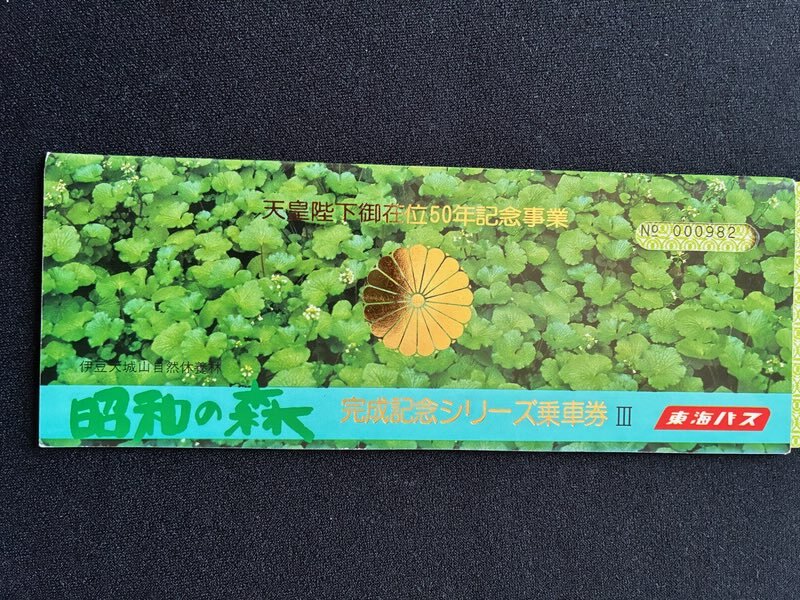 天皇陛下御在位50年記念事業
No 000982
伊豆天城山自然休養林
昭和の森 完成記念シリーズ乗車券 III 東海バス